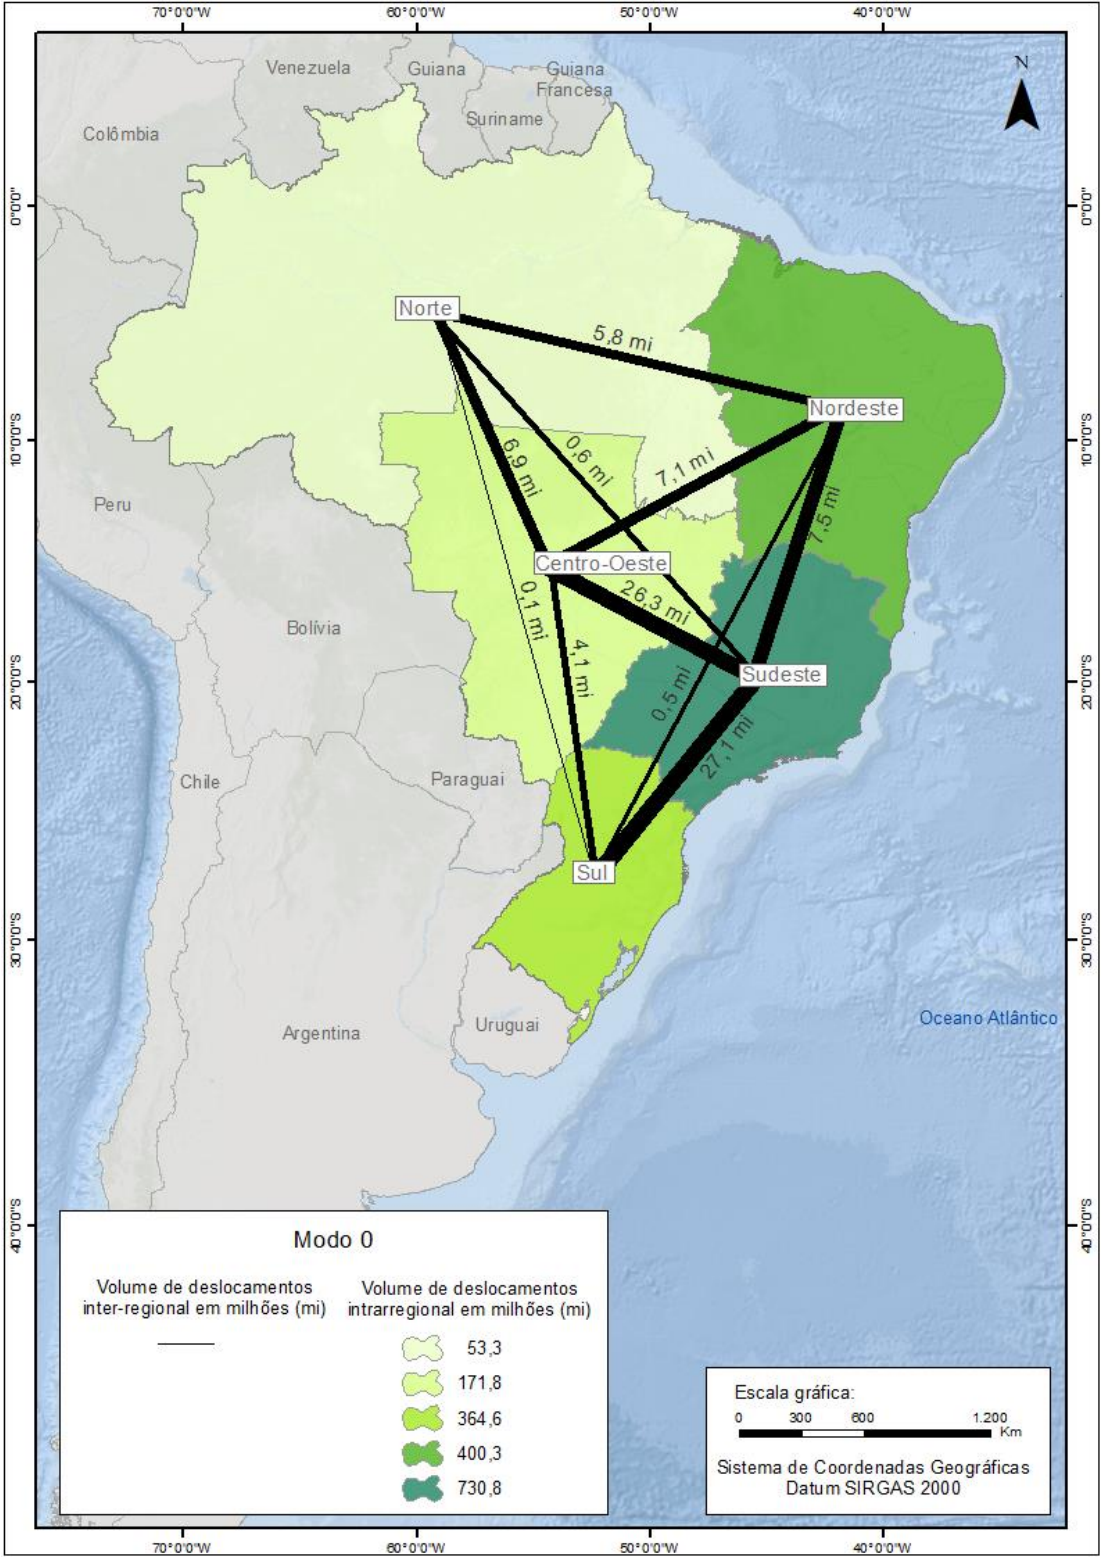 70°0'0"W
60°0'0"W
50°0'0"W
40°0'0"W
N
Venezuela
Guiana
Guiana
Francesa
Suriname
Colômbia
0°0'0"
0°0'0"
Norte
5,8 mi
Nordeste
10°0'0"S
10°0'0"S
6,9 mi
0,6 mi
7,1 mi
7,5 mi
Peru
Centro-Oeste
26,3 mi
0,1 mi
4,1 mi
Bolívia
Sudeste
0,5 mi
27,1 mi
20°0'0"S
20°0'0"S
Chile
Paraguai
Sul
30°0'0"S
30°0'0"S
Argentina
Uruguai
Oceano Atlântico
40°0'0"S
40°0'0"S
Modo 0
Volume de deslocamentos
inter-regional em milhões (mi)
Volume de deslocamentos
intrarregional em milhões (mi)
53,3
171,8
364,6
400,3
730,8
Escala gráfica:
0 300 600 1.200
Km
Sistema de Coordenadas Geográficas
Datum SIRGAS 2000
70°0'0"W
60°0'0"W
50°0'0"W
40°0'0"W